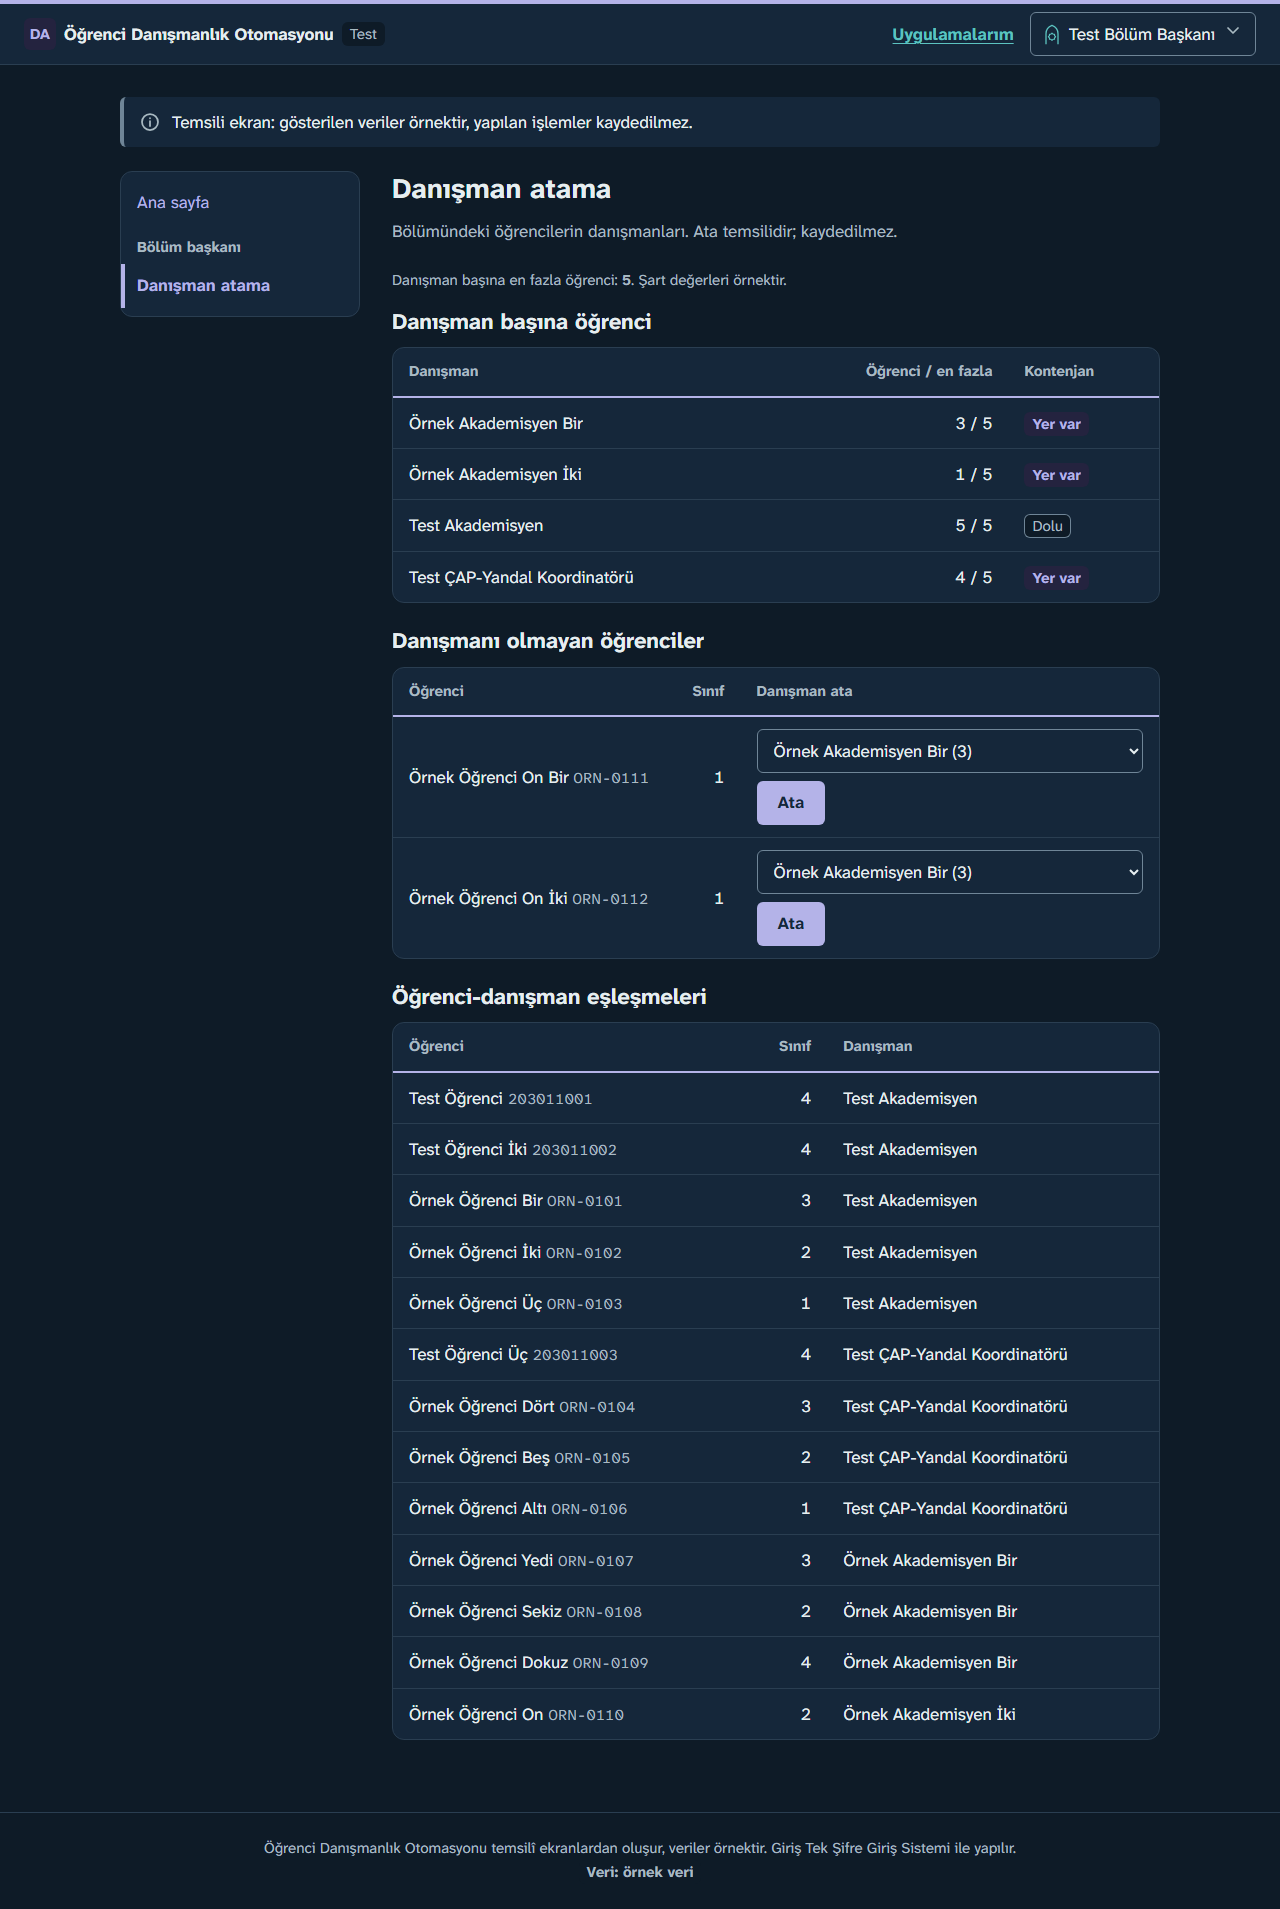 DA Öğrenci Danışmanlık Otomasyonu Test Uygulamalarım Test Bölüm Başkanı
Temsili ekran: gösterilen veriler örnektir, yapılan işlemler kaydedilmez.
Ana sayfa
Bölüm başkanı
Danışman atama
Danışman atama
Bölümündeki öğrencilerin danışmanları. Ata temsilidir; kaydedilmez.
Danışman başına en fazla öğrenci: 5. Şart değerleri örnektir.
Danışman başına öğrenci
Danışman Öğrenci / en fazla Kontenjan
Örnek Akademisyen Bir 3 / 5 Yer var
Örnek Akademisyen İki 1 / 5 Yer var
Test Akademisyen 5 / 5 Dolu
Test ÇAP-Yandal Koordinatörü 4 / 5 Yer var
Danışmanı olmayan öğrenciler
Öğrenci Sınıf Danışman ata
Örnek Öğrenci On Bir ORN-0111 1 Örnek Akademisyen Bir (3)
Ata
Örnek Öğrenci On İki ORN-0112 1 Örnek Akademisyen Bir (3)
Ata
Öğrenci-danışman eşleşmeleri
Öğrenci Sınıf Danışman
Test Öğrenci 203011001 4 Test Akademisyen
Test Öğrenci İki 203011002 4 Test Akademisyen
Örnek Öğrenci Bir ORN-0101 3 Test Akademisyen
Örnek Öğrenci İki ORN-0102 2 Test Akademisyen
Örnek Öğrenci Üç ORN-0103 1 Test Akademisyen
Test Öğrenci Üç 203011003 4 Test ÇAP-Yandal Koordinatörü
Örnek Öğrenci Dört ORN-0104 3 Test ÇAP-Yandal Koordinatörü
Örnek Öğrenci Beş ORN-0105 2 Test ÇAP-Yandal Koordinatörü
Örnek Öğrenci Altı ORN-0106 1 Test ÇAP-Yandal Koordinatörü
Örnek Öğrenci Yedi ORN-0107 3 Örnek Akademisyen Bir
Örnek Öğrenci Sekiz ORN-0108 2 Örnek Akademisyen Bir
Örnek Öğrenci Dokuz ORN-0109 4 Örnek Akademisyen Bir
Örnek Öğrenci On ORN-0110 2 Örnek Akademisyen İki
Öğrenci Danışmanlık Otomasyonu temsilî ekranlardan oluşur, veriler örnektir. Giriş Tek Şifre Giriş Sistemi ile yapılır.
Veri: örnek veri